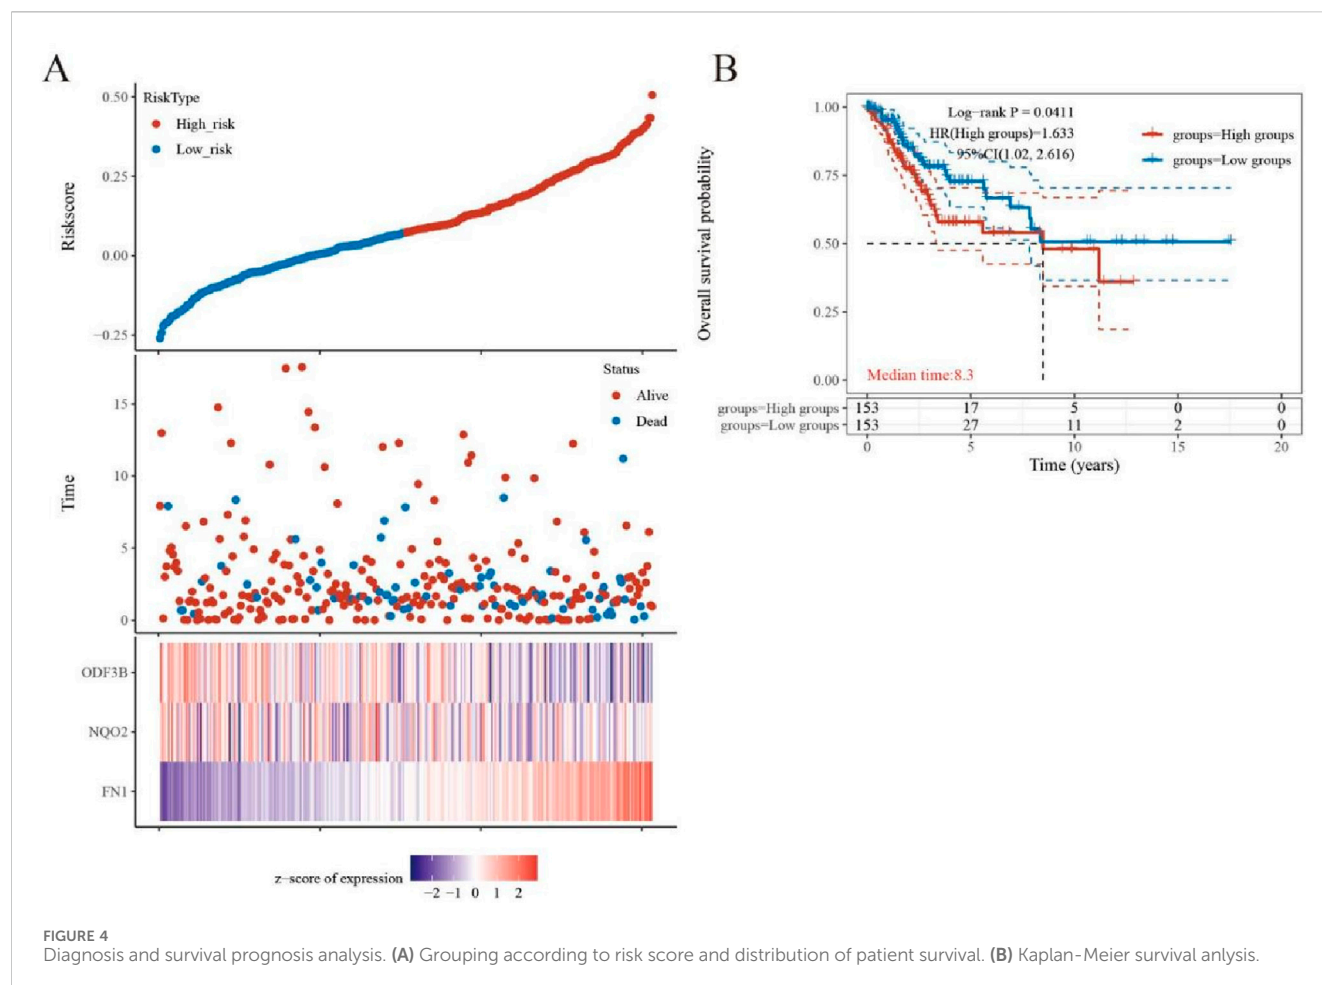 A
RiskType
High_risk
Low_risk
Riskscore
0.50
0.25
0.00
−0.25
Status
Alive
Dead
Time
15
10
5
0
ODF3B
NQO2
FN1
z−score of expression
−2 −1 0 1 2
B
Log−rank P = 0.0411
HR(High groups)=1.633
95%CI(1.02, 2.616)
groups=High groups
groups=Low groups
Overall survival probability
1.00
0.75
0.50
0.25
0.00
Median time:8.3
groups=High groups 153 17 5 0 0
groups=Low groups 153 27 11 2 0
0 5 10 15 20
Time (years)
FIGURE 4
Diagnosis and survival prognosis analysis. (A) Grouping according to risk score and distribution of patient survival. (B) Kaplan-Meier survival anlysis.